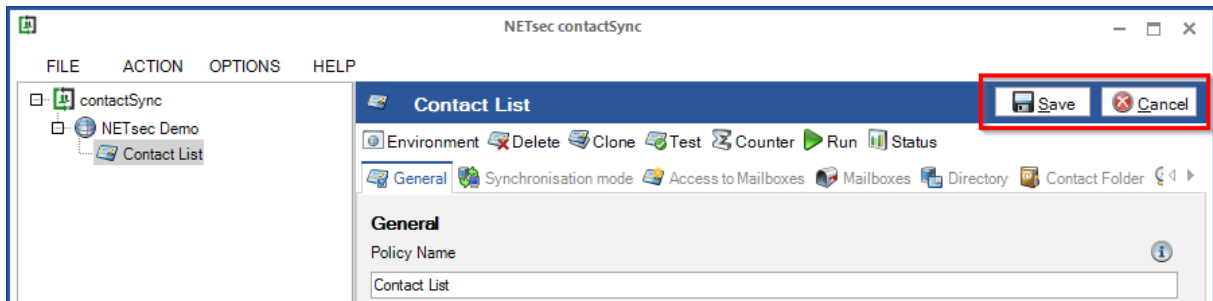 NETsec contactSync
FILE ACTION OPTIONS HELP
contactSync
NETsec Demo
Contact List
Contact List Save Cancel
Environment Delete Clone Test Counter Run Status
General Synchronisation mode Access to Mailboxes Mailboxes Directory Contact Folder
General
Policy Name
Contact List